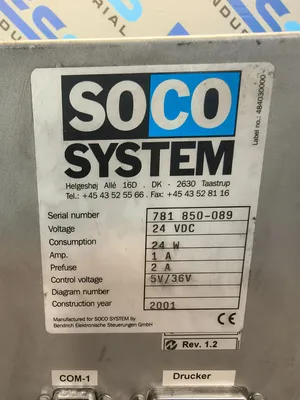 SOCO
SYSTEM
Helgeshøj Allé 16D . DK - 2630 Taastrup
Tel.: +45 43 52 55 66 . Fax: +45 43 52 81 16
Label no.: 484030000
Serial number 781 850-089
Voltage 24 VDC
Consumption 24 W
Amp. 1 A
Prefuse 2 A
Control voltage 5V/36V
Diagram number
Construction year 2001
Manufactured for SOCO SYSTEM by
Bendrich Elektronische Steuerungen GmbH
CE
Rev. 1.2
COM-1
Drucker